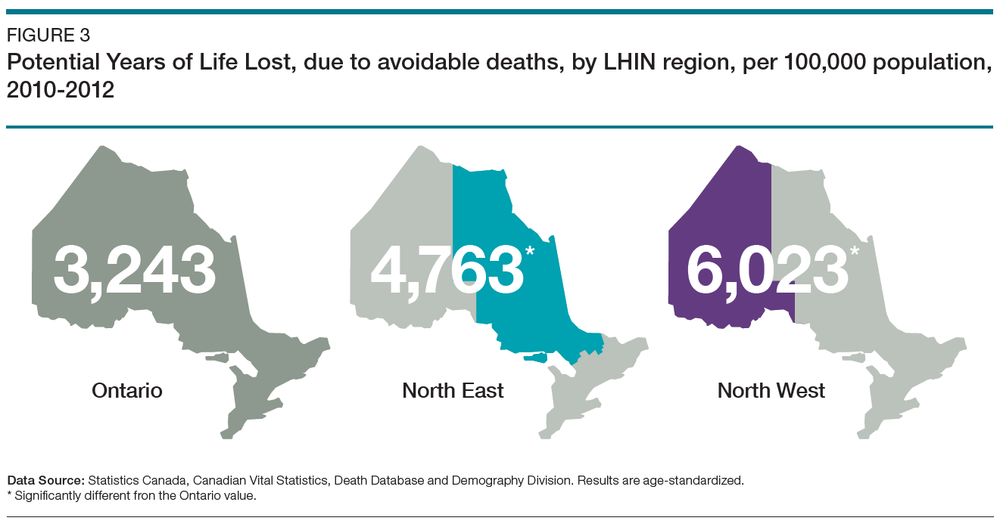 FIGURE 3
Potential Years of Life Lost, due to avoidable deaths, by LHIN region, per 100,000 population,
2010-2012
3,243
4,763*
6,023*
Ontario
North East
North West
Data Source: Statistics Canada, Canadian Vital Statistics, Death Database and Demography Division. Results are age-standardized.
* Significantly different fron the Ontario value.